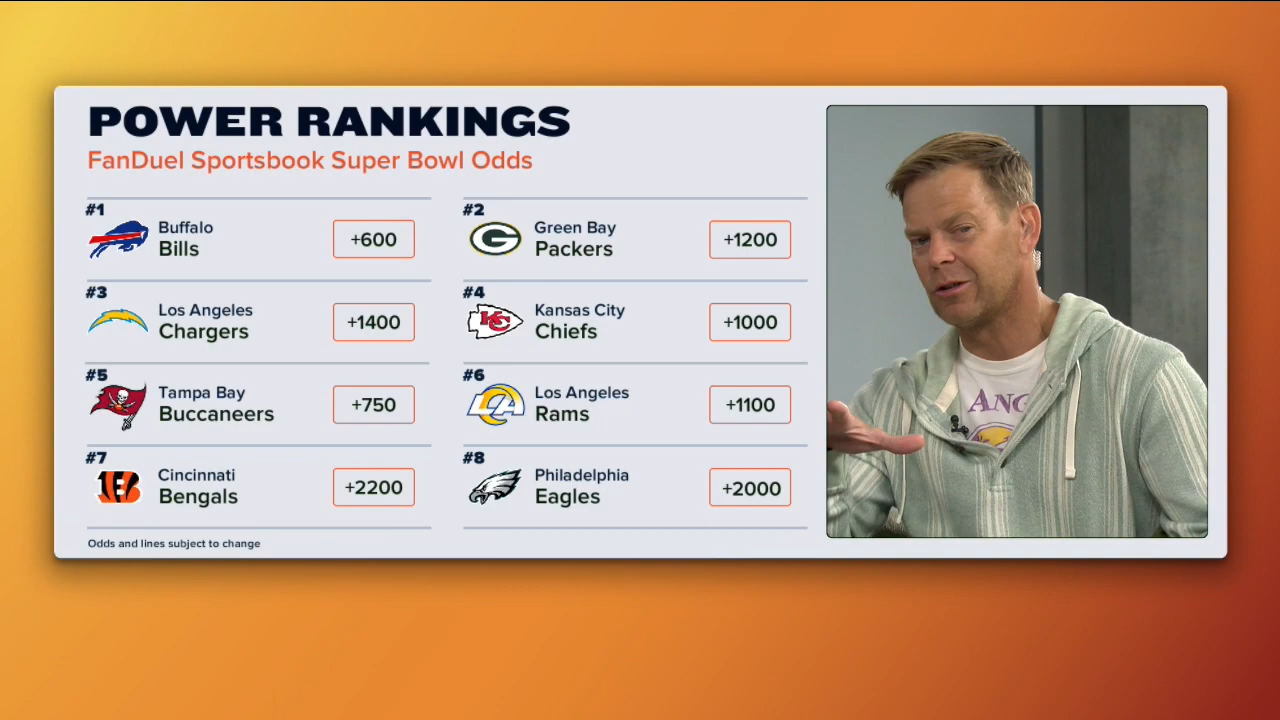 POWER RANKINGS
FanDuel Sportsbook Super Bowl Odds
#1
Buffalo
Bills
+600
#2
Green Bay
Packers
+1200
#3
Los Angeles
Chargers
+1400
#4
Kansas City
Chiefs
+1000
#5
Tampa Bay
Buccaneers
+750
#6
Los Angeles
Rams
+1100
#7
Cincinnati
Bengals
+2200
#8
Philadelphia
Eagles
+2000
Odds and lines subject to change
G
KC
LA
B